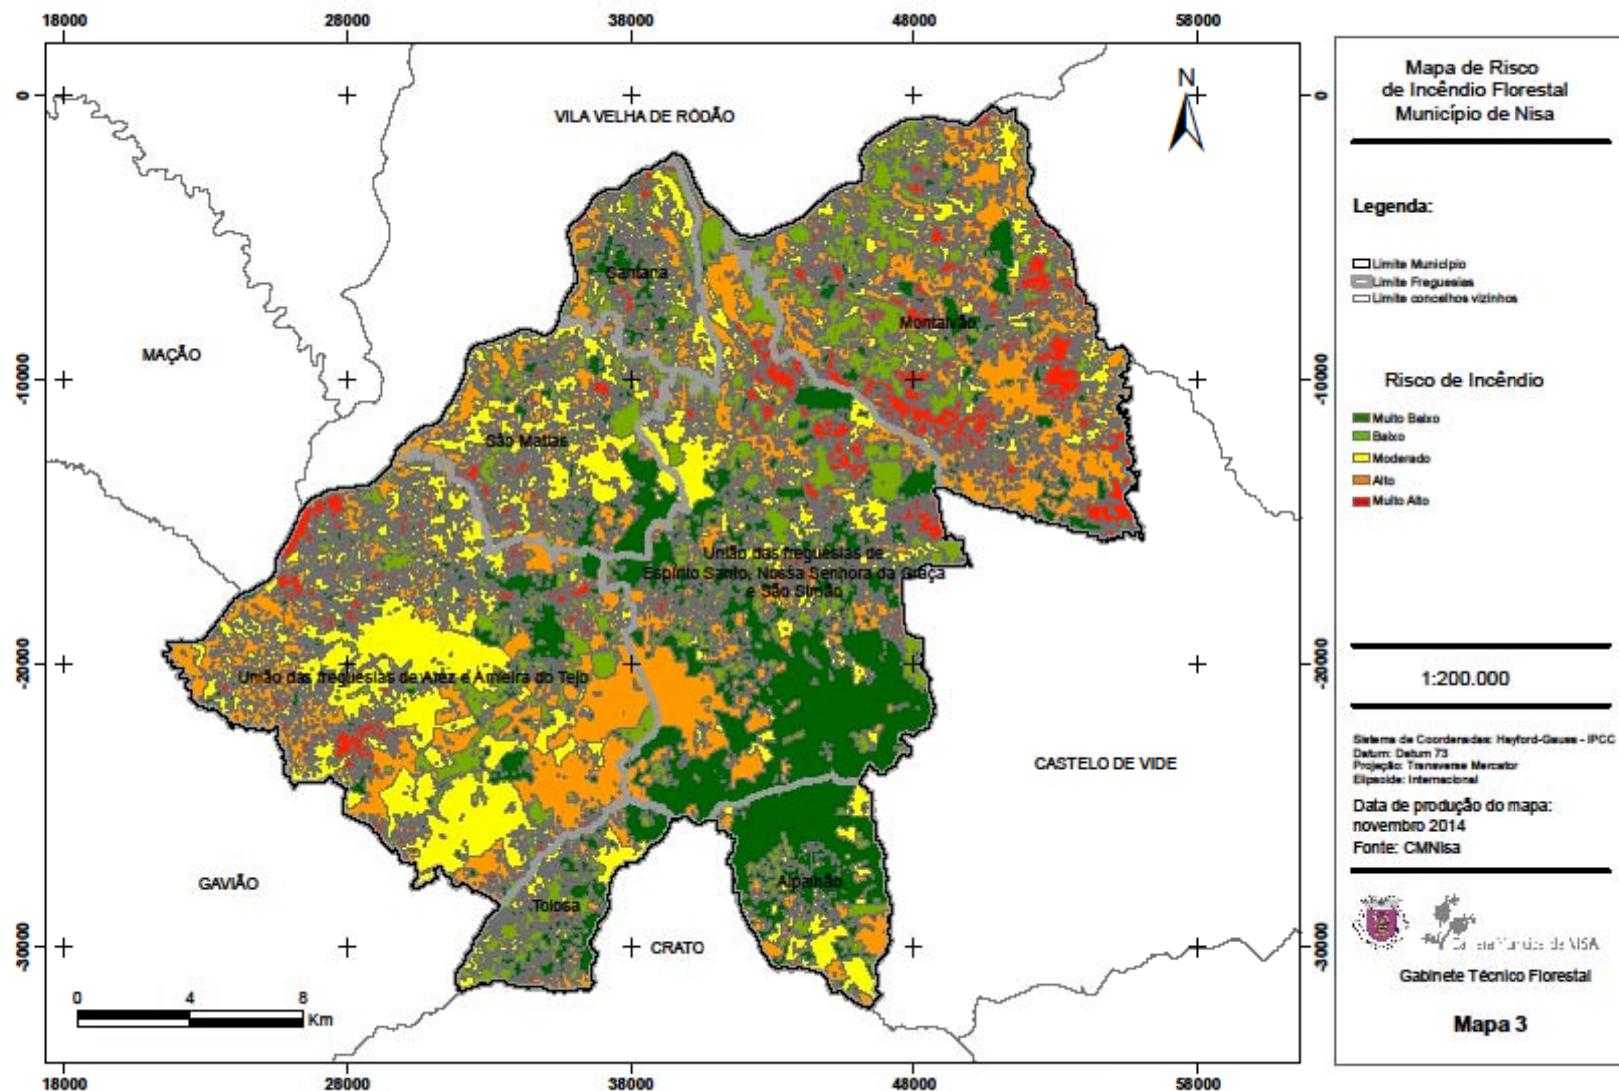 18000
28000
38000
48000
58000
0
-10000
-20000
-30000
0
-10000
-20000
-30000
18000
28000
38000
48000
58000
N
VILA VELHA DE RÓDÃO
MAÇÃO
GAVIÃO
CRATO
CASTELO DE VIDE
Santana
Montalvão
São Matias
União das freguesias de
Espírito Santo, Nossa Senhora da Graça
e São Simão
União das freguesias de Arez e Amieira do Tejo
Tolosa
Alpalhão
0 4 8
Km
Mapa de Risco
de Incêndio Florestal
Município de Nisa
Legenda:
Limite Município
Limite Freguesias
Limite concelhos vizinhos
Risco de Incêndio
Muito Baixo
Baixo
Moderado
Alto
Muito Alto
1:200.000
Sistema de Coordenadas: Hayford-Gauss - IPCC
Datum: Datum 73
Projeção: Transverse Mercator
Elipsoide: Internacional
Data de produção do mapa:
novembro 2014
Fonte: CMNisa
Gabinete Técnico Florestal
Mapa 3